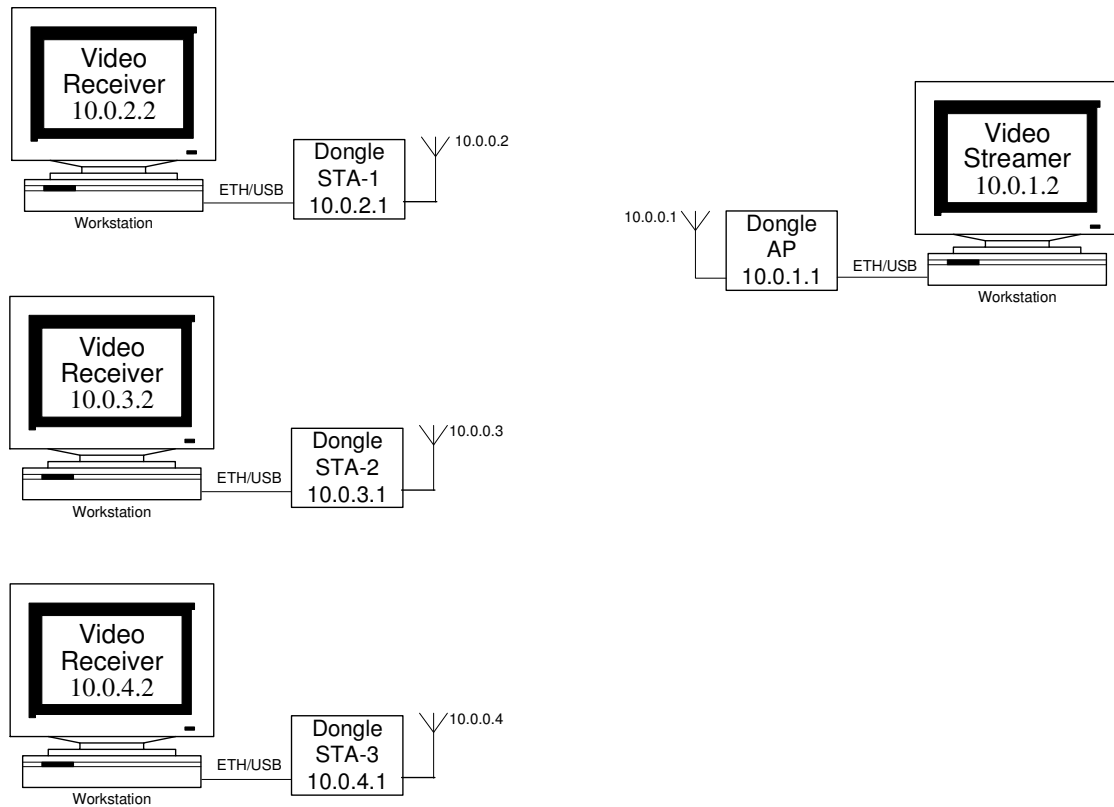 Video
Receiver
10.0.2.2
Workstation
ETH/USB
Dongle
STA-1
10.0.2.1
10.0.0.2
10.0.0.1
Dongle
AP
10.0.1.1
ETH/USB
Video
Streamer
10.0.1.2
Workstation
Video
Receiver
10.0.3.2
Workstation
ETH/USB
Dongle
STA-2
10.0.3.1
10.0.0.3
Video
Receiver
10.0.4.2
Workstation
ETH/USB
Dongle
STA-3
10.0.4.1
10.0.0.4